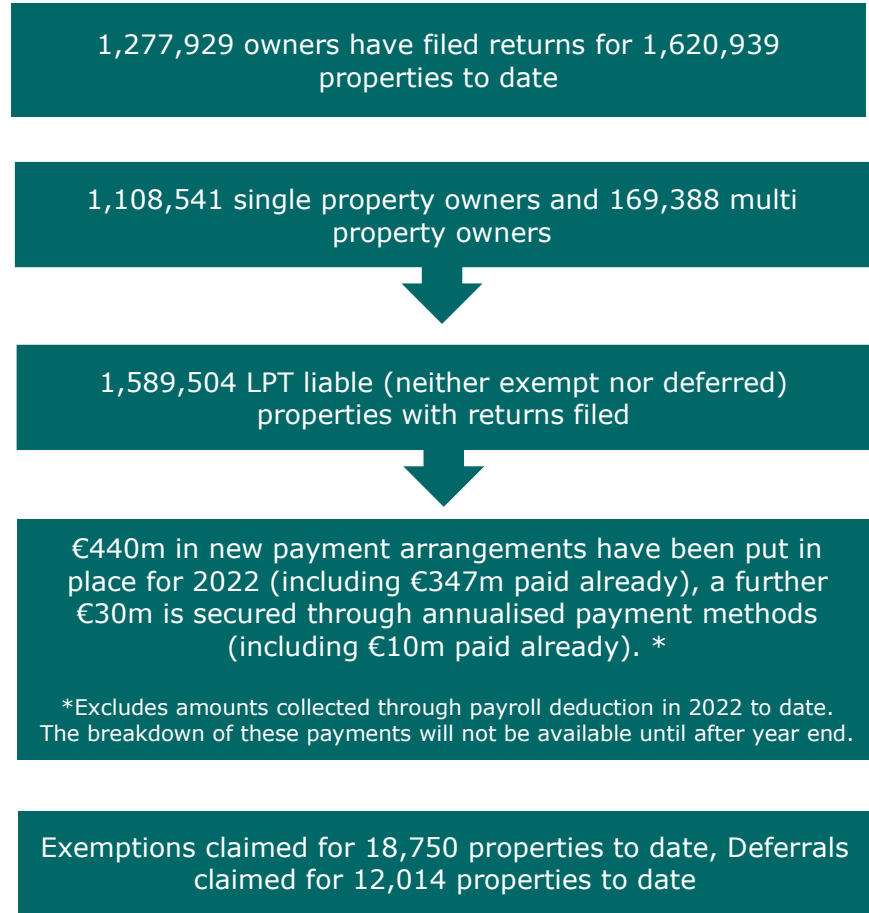 1,277,929 owners have filed returns for 1,620,939
properties to date
1,108,541 single property owners and 169,388 multi
property owners
1,589,504 LPT liable (neither exempt nor deferred)
properties with returns filed
€440m in new payment arrangements have been put in
place for 2022 (including €347m paid already), a further
€30m is secured through annualised payment methods
(including €10m paid already). *
*Excludes amounts collected through payroll deduction in 2022 to date.
The breakdown of these payments will not be available until after year end.
Exemptions claimed for 18,750 properties to date, Deferrals
claimed for 12,014 properties to date